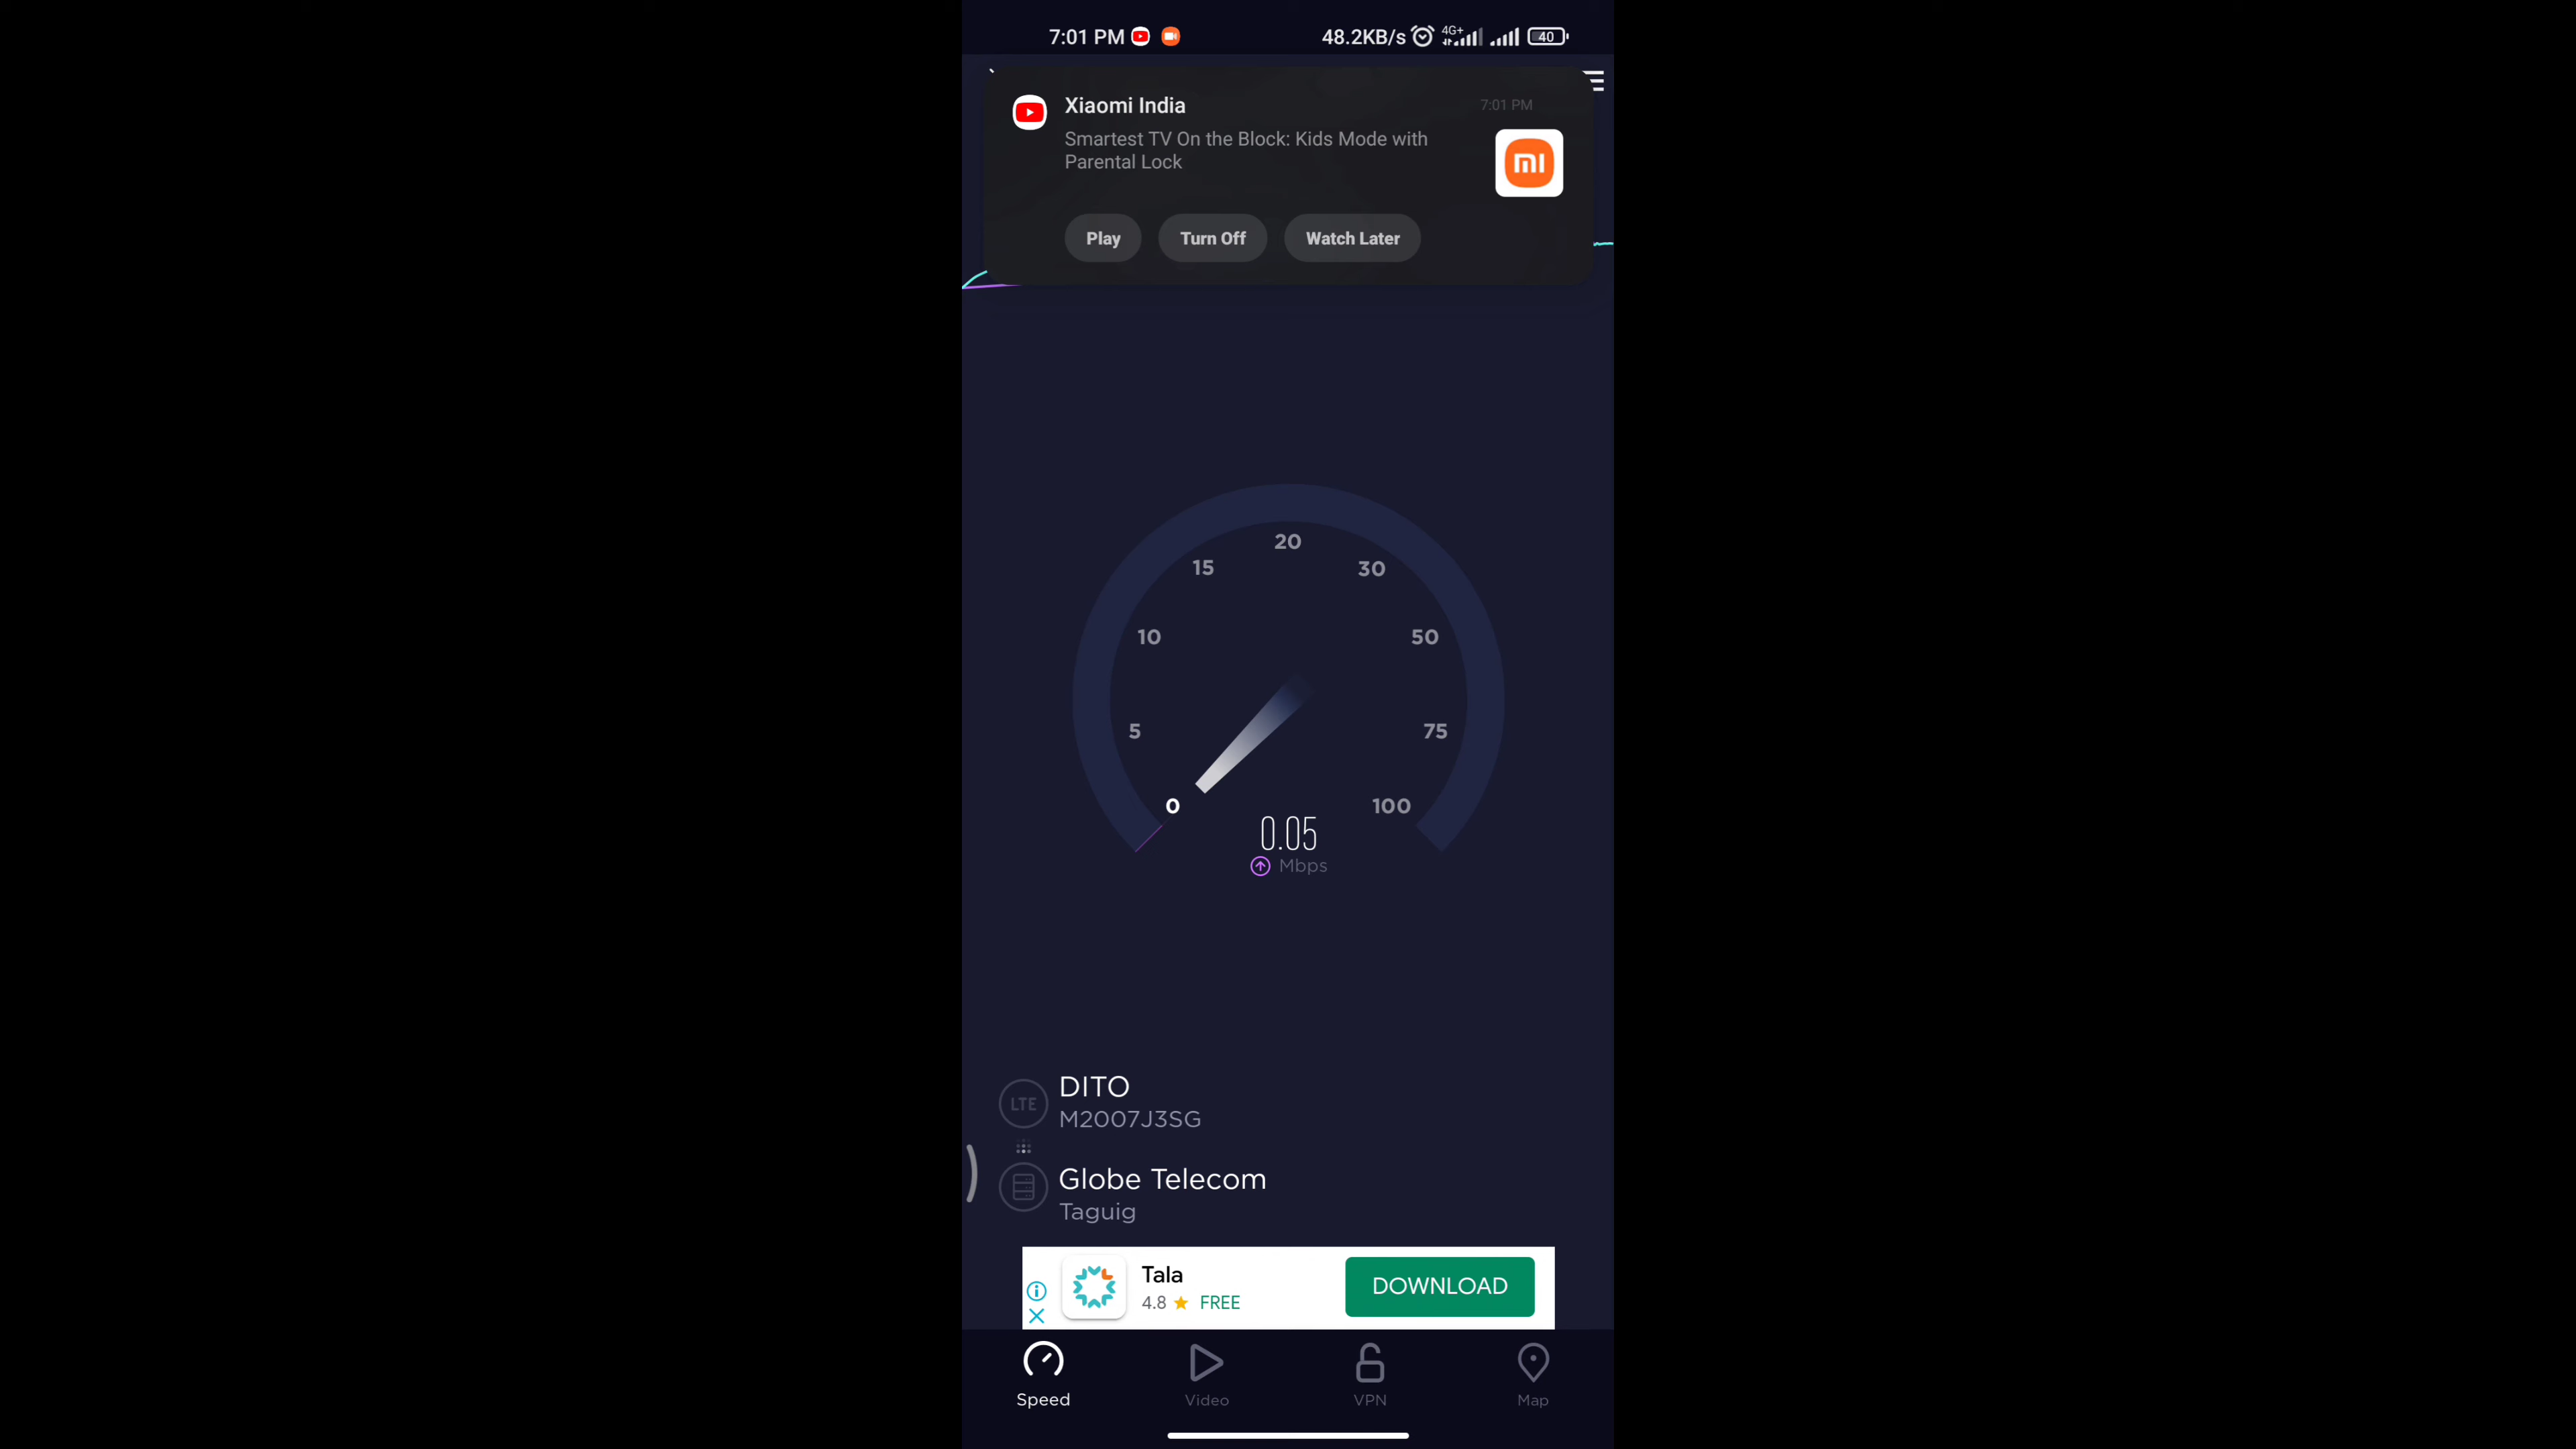 7:01 PM
48.2KB/s 4G+ 40
Xiaomi India
7:01 PM
Smartest TV On the Block: Kids Mode with
Parental Lock
mi
Play
Turn Off
Watch Later
20
15
30
10
50
5
75
0
100
0.05
Mbps
LTE
DITO
M2007J3SG
Globe Telecom
Taguig
Tala
4.8 ★ FREE
DOWNLOAD
Speed
Video
VPN
Map